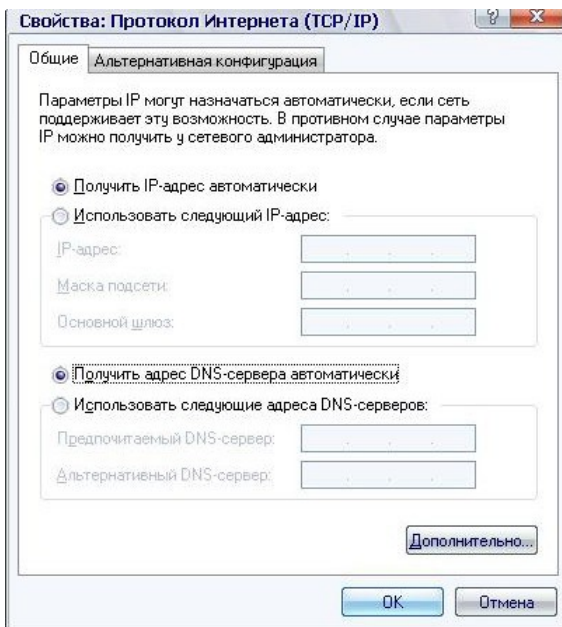 Свойства: Протокол Интернета (TCP/IP)
Общие
Альтернативная конфигурация
Параметры IP могут назначаться автоматически, если сеть
поддерживает эту возможность. В противном случае параметры
IP можно получить у сетевого администратора.
Получить IP-адрес автоматически
Использовать следующий IP-адрес:
IP-адрес:
Маска подсети:
Основной шлюз:
Получить адрес DNS-сервера автоматически
Использовать следующие адреса DNS-серверов:
Предпочитаемый DNS-сервер:
Альтернативный DNS-сервер:
Дополнительно...
OK
Отмена